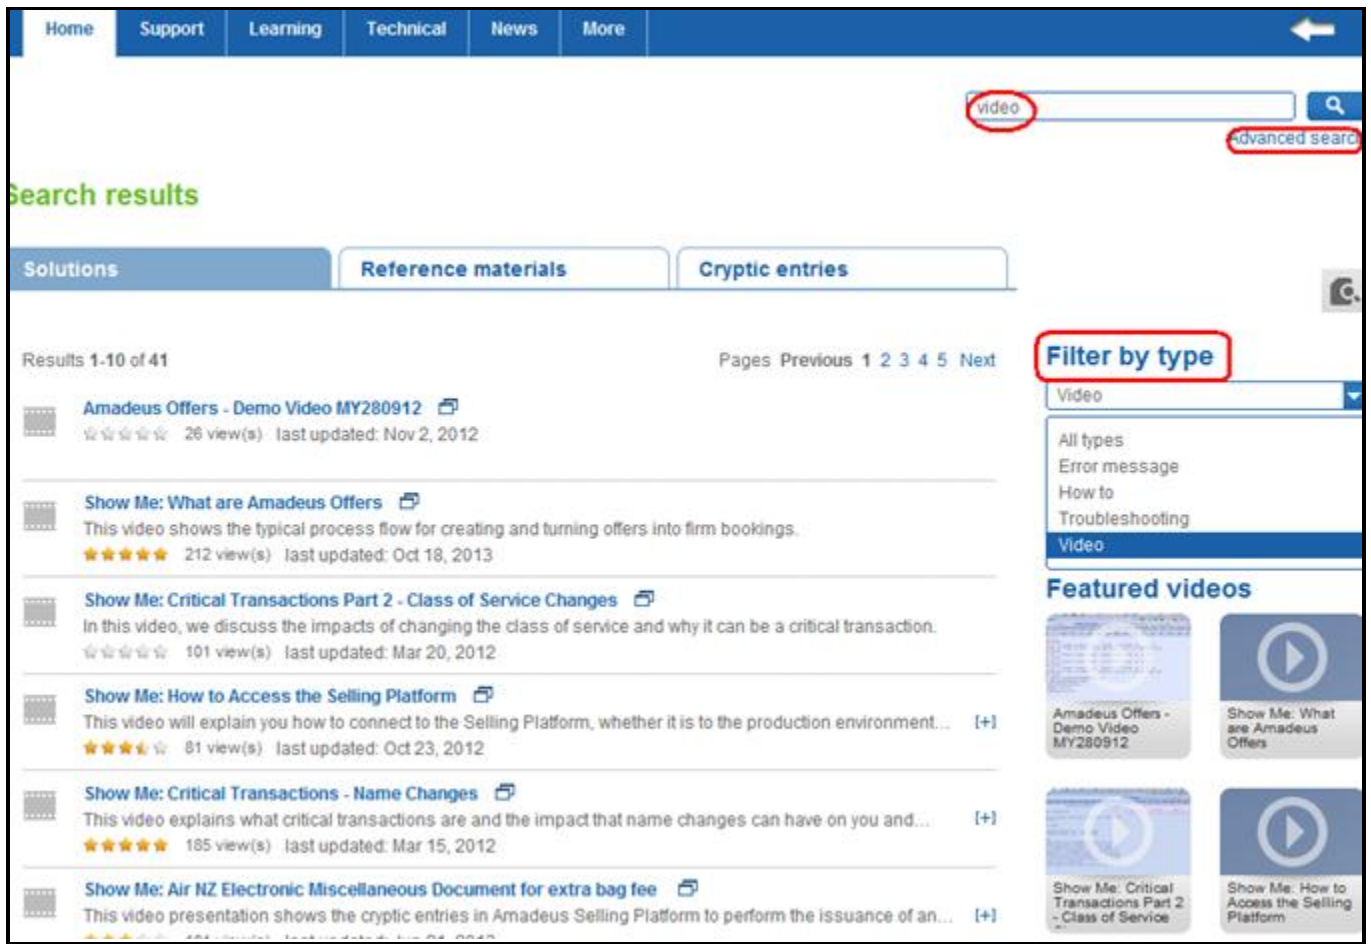 Home Support Learning Technical News More
video
Advanced search
Search results
Solutions Reference materials Cryptic entries
Results 1-10 of 41 Pages Previous 1 2 3 4 5 Next
Amadeus Offers - Demo Video MY280912
26 view(s) last updated: Nov 2, 2012
Show Me: What are Amadeus Offers
This video shows the typical process flow for creating and turning offers into firm bookings.
212 view(s) last updated: Oct 18, 2013
Show Me: Critical Transactions Part 2 - Class of Service Changes
In this video, we discuss the impacts of changing the class of service and why it can be a critical transaction.
101 view(s) last updated: Mar 20, 2012
Show Me: How to Access the Selling Platform
This video will explain you how to connect to the Selling Platform, whether it is to the production environment... [+]
81 view(s) last updated: Oct 23, 2012
Show Me: Critical Transactions - Name Changes
This video explains what critical transactions are and the impact that name changes can have on you and... [+]
185 view(s) last updated: Mar 15, 2012
Show Me: Air NZ Electronic Miscellaneous Document for extra bag fee
This video presentation shows the cryptic entries in Amadeus Selling Platform to perform the issuance of an... [+]
Filter by type
Video
All types
Error message
How to
Troubleshooting
Video
Featured videos
Amadeus Offers -
Demo Video
MY280912
Show Me: What
are Amadeus
Offers
Show Me: Critical
Transactions Part 2
- Class of Service
Show Me: How to
Access the Selling
Platform